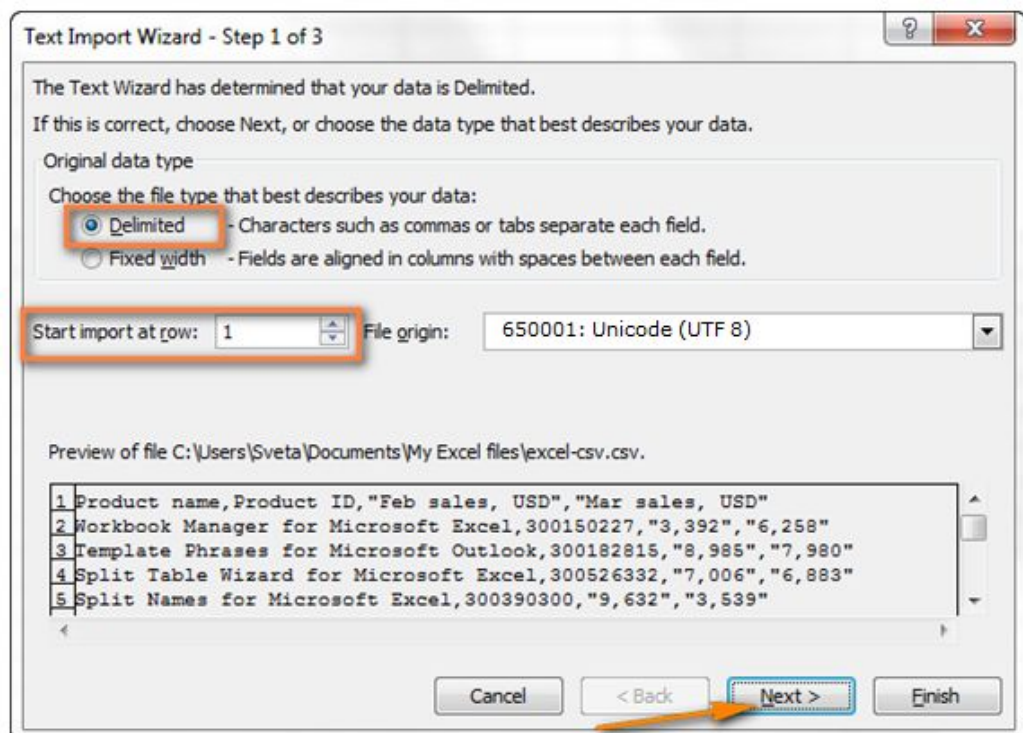 Text Import Wizard - Step 1 of 3
The Text Wizard has determined that your data is Delimited.
If this is correct, choose Next, or choose the data type that best describes your data.
Original data type
Choose the file type that best describes your data:
Delimited - Characters such as commas or tabs separate each field.
Fixed width - Fields are aligned in columns with spaces between each field.
Start import at row: 1 File origin: 650001: Unicode (UTF 8)
Preview of file C:\Users\Sveta\Documents\My Excel files\excel-csv.csv.
1 Product name,Product ID,"Feb sales, USD","Mar sales, USD"
2 Workbook Manager for Microsoft Excel,300150227,"3,392","6,258"
3 Template Phrases for Microsoft Outlook,300182815,"8,985","7,980"
4 Split Table Wizard for Microsoft Excel,300526332,"7,006","6,883"
5 Split Names for Microsoft Excel,300390300,"9,632","3,539"
Cancel < Back Next > Finish